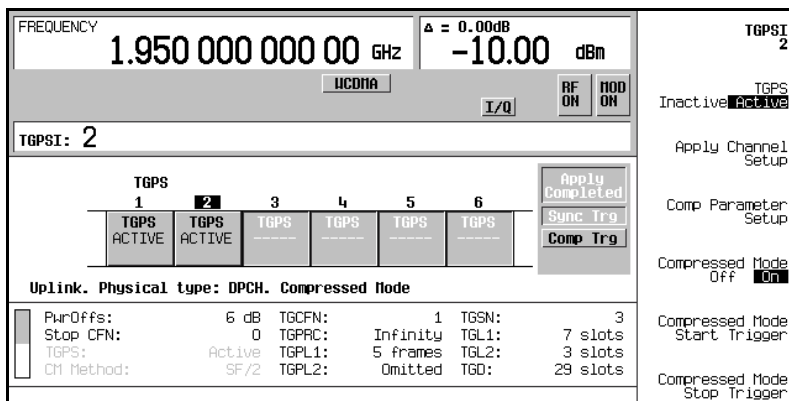 FREQUENCY
1.950 000 000 00 GHz
Δ = 0.00dB
-10.00 dBm
WCDMA
I/Q
RF ON
MOD ON
TGPSI: 2
TGPS
1 2 3 4 5 6
TGPS TGPS TGPS TGPS TGPS TGPS
ACTIVE ACTIVE ----- ----- ----- -----
Apply Completed
Sync Trg
Comp Trg
Uplink. Physical type: DPCH. Compressed Mode
PwrOffs: 6 dB TGCFN: 1 TGSN: 3
Stop CFN: 0 TGPRC: Infinity TGL1: 7 slots
TGPS: Active TGPL1: 5 frames TGL2: 3 slots
CM Method: SF/2 TGPL2: Omitted TGD: 29 slots
TGPSI
2
TGPS
Inactive Active
Apply Channel
Setup
Comp Parameter
Setup
Compressed Mode
Off On
Compressed Mode
Start Trigger
Compressed Mode
Stop Trigger